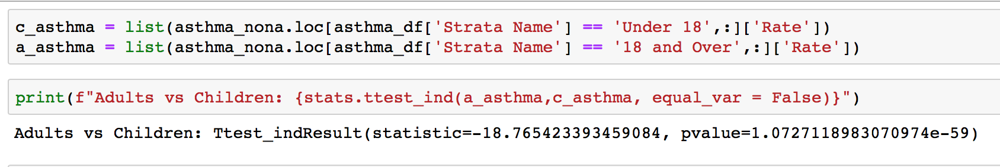 c_asthma = list(asthma_nona.loc[asthma_df['Strata Name'] == 'Under 18',:]['Rate'])
a_asthma = list(asthma_nona.loc[asthma_df['Strata Name'] == '18 and Over',:]['Rate'])
print(f"Adults vs Children: {stats.ttest_ind(a_asthma,c_asthma, equal_var = False)}")
Adults vs Children: Ttest_indResult(statistic=-18.765423393459084, pvalue=1.0727118983070974e-59)